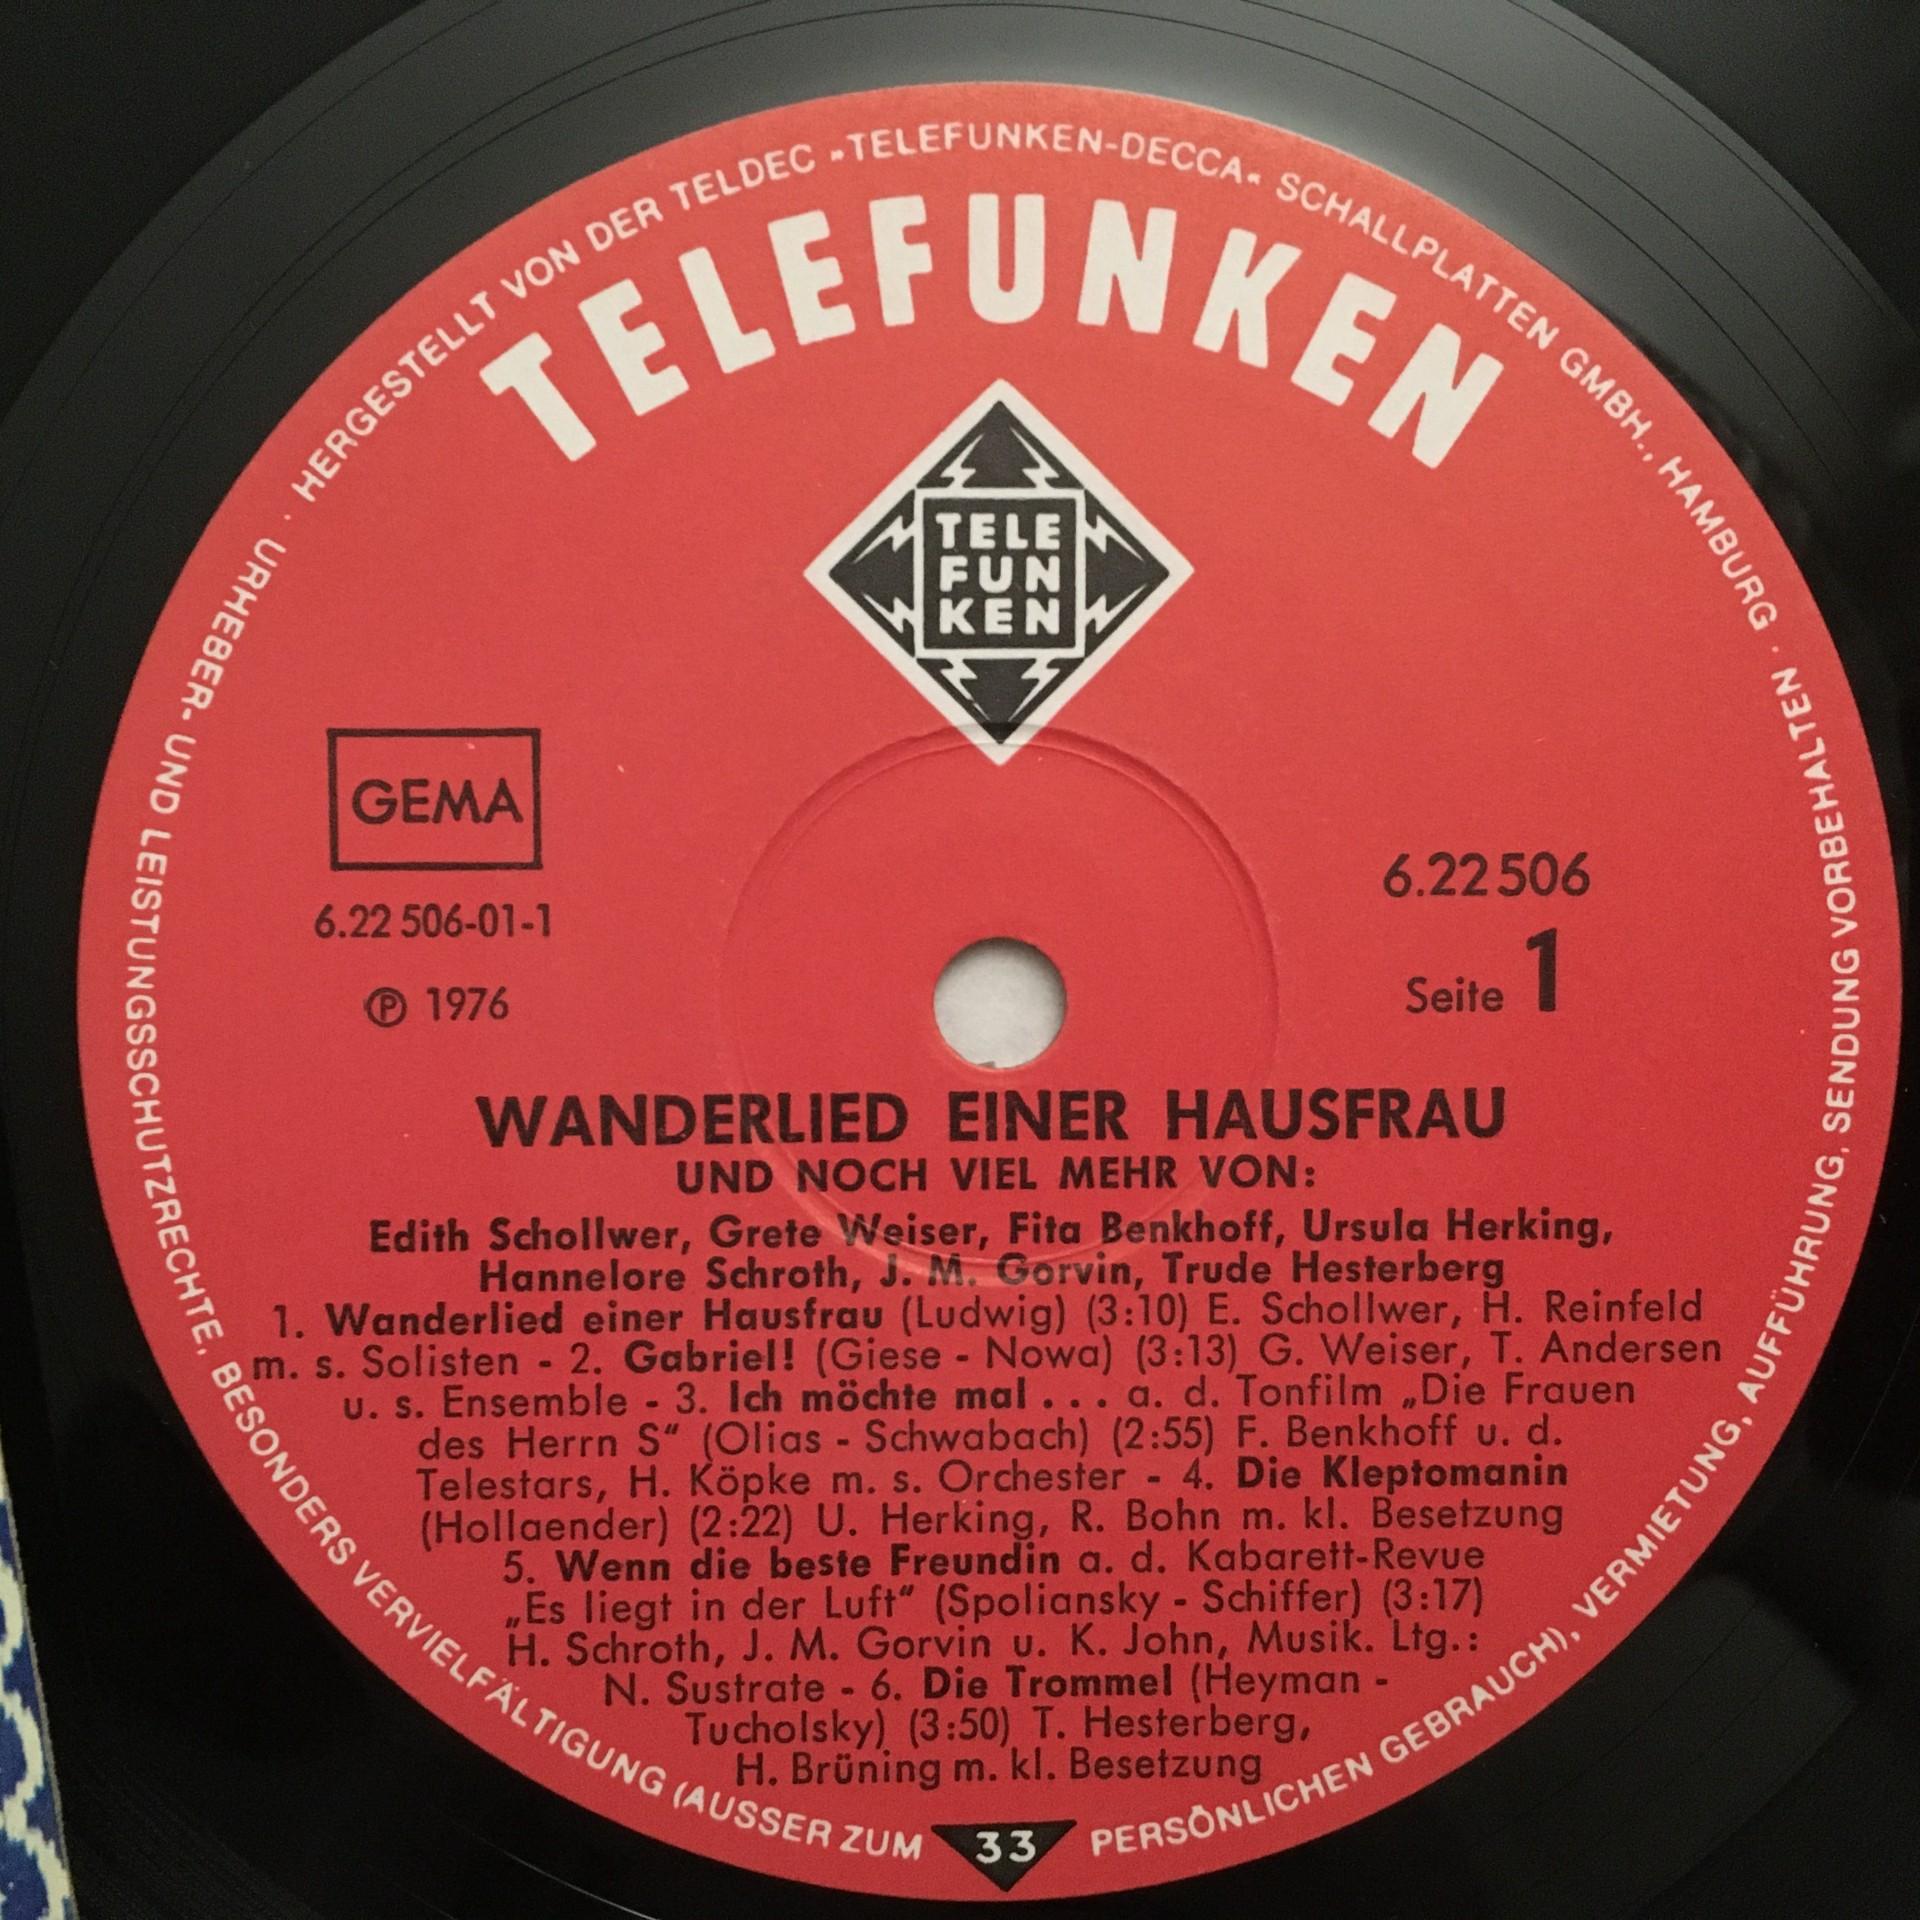 HERGESTELLT VON DER TELDEC »TELEFUNKEN-DECCA« SCHALLPLATTEN GMBH., HAMBURG ·
URHEBER- UND LEISTUNGSSCHUTZRECHTE, BESONDERS VERVIELFÄLTIGUNG (AUSSER ZUM PERSÖNLICHEN GEBRAUCH), VERMIETUNG, AUFFÜHRUNG, SENDUNG VORBEHALTEN ·
TELEFUNKEN
TELE
FUN
KEN
GEMA
6.22 506-01-1
℗ 1976
6.22506
Seite 1
WANDERLIED EINER HAUSFRAU
UND NOCH VIEL MEHR VON:
Edith Schollwer, Grete Weiser, Fita Benkhoff, Ursula Herking,
Hannelore Schroth, J. M. Gorvin, Trude Hesterberg
1. Wanderlied einer Hausfrau (Ludwig) (3:10) E. Schollwer, H. Reinfeld
m. s. Solisten - 2. Gabriel! (Giese - Nowa) (3:13) G. Weiser, T. Andersen
u. s. Ensemble - 3. Ich möchte mal . . . a. d. Tonfilm „Die Frauen
des Herrn S“ (Olias - Schwabach) (2:55) F. Benkhoff u. d.
Telestars, H. Köpke m. s. Orchester - 4. Die Kleptomanin
(Hollaender) (2:22) U. Herking, R. Bohn m. kl. Besetzung
5. Wenn die beste Freundin a. d. Kabarett-Revue
„Es liegt in der Luft“ (Spoliansky - Schiffer) (3:17)
H. Schroth, J. M. Gorvin u. K. John, Musik. Ltg.:
N. Sustrate - 6. Die Trommel (Heyman -
Tucholsky) (3:50) T. Hesterberg,
H. Brüning m. kl. Besetzung
33